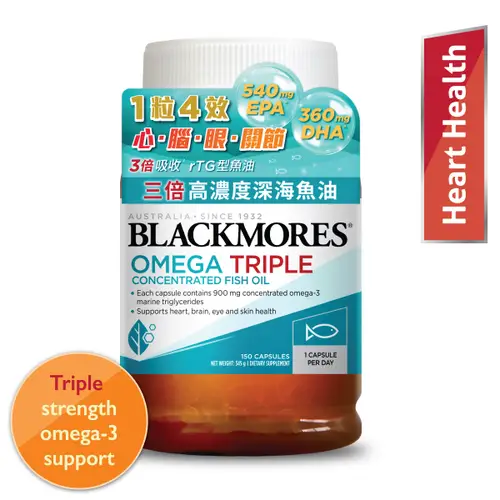 Heart Health
540mg
EPA
360mg
DHA
1粒4效
心·腦·眼·關節
3倍吸收 rTG型魚油
三倍高濃度深海魚油
AUSTRALIA • SINCE 1932
BLACKMORES®
OMEGA TRIPLE
CONCENTRATED FISH OIL
• Each capsule contains 900 mg concentrated omega-3
marine triglycerides
• Supports heart, brain, eye and skin health
150 CAPSULES
1 CAPSULE
PER DAY
Triple
strength
omega-3
support